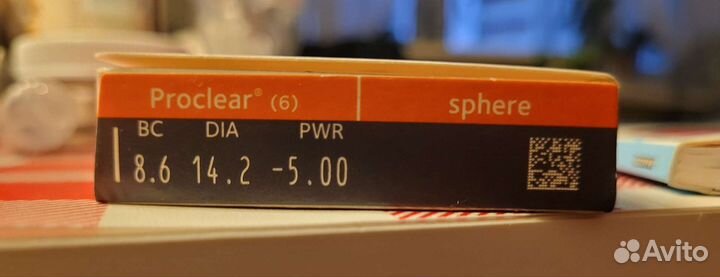 Proclear® (6) sphere
BC DIA PWR
8.6 14.2 -5.00
Avito